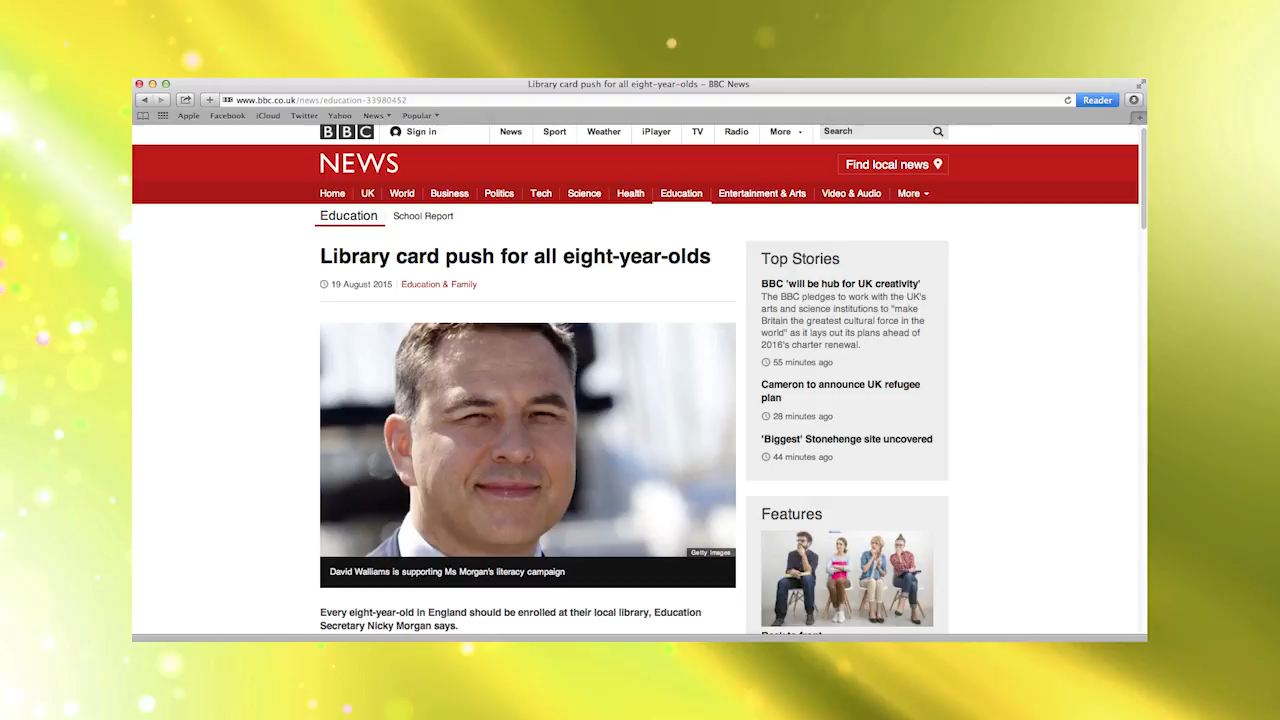 Library card push for all eight-year-olds – BBC News
www.bbc.co.uk/news/education-33980452
Reader
Apple Facebook iCloud Twitter Yahoo News Popular
BBC Sign in News Sport Weather iPlayer TV Radio More Search
NEWS
Find local news
Home UK World Business Politics Tech Science Health Education Entertainment & Arts Video & Audio More
Education School Report
Library card push for all eight-year-olds
19 August 2015 Education & Family
Getty Images
David Walliams is supporting Ms Morgan's literacy campaign
Every eight-year-old in England should be enrolled at their local library, Education
Secretary Nicky Morgan says.
Top Stories
BBC 'will be hub for UK creativity'
The BBC pledges to work with the UK's
arts and science institutions to "make
Britain the greatest cultural force in the
world" as it lays out its plans ahead of
2016's charter renewal.
55 minutes ago
Cameron to announce UK refugee
plan
28 minutes ago
'Biggest' Stonehenge site uncovered
44 minutes ago
Features